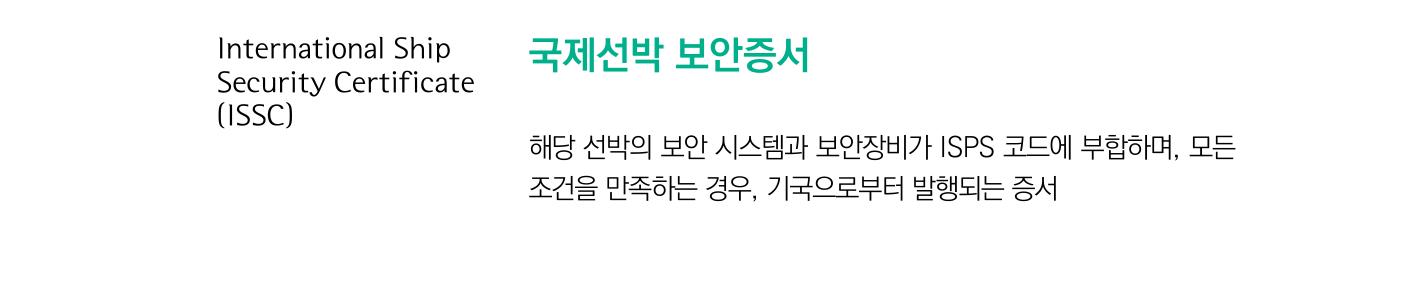 International Ship
Security Certificate
(ISSC)
국제선박 보안증서
해당 선박의 보안 시스템과 보안장비가 ISPS 코드에 부합하며, 모든
조건을 만족하는 경우, 기국으로부터 발행되는 증서